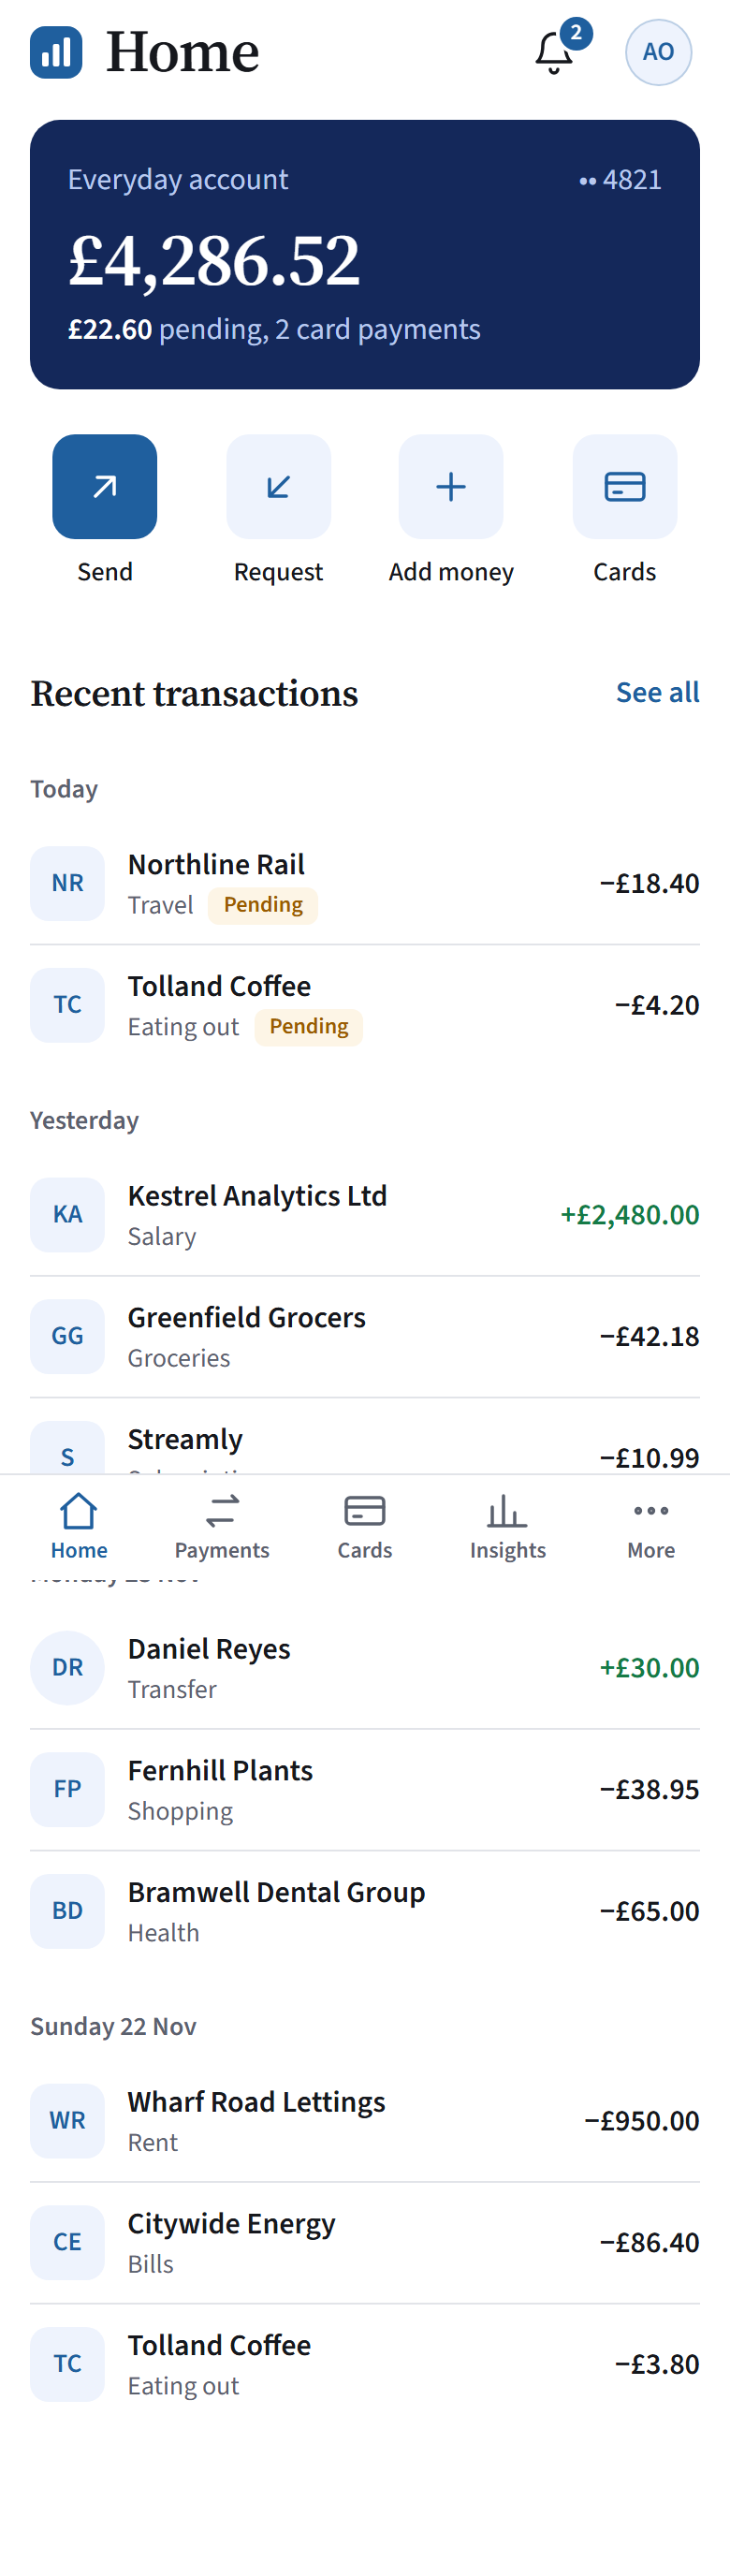 Home
2
AO
Everyday account
•• 4821
£4,286.52
£22.60 pending, 2 card payments
Send
Request
Add money
Cards
Recent transactions
See all
Today
NR
Northline Rail
Travel Pending
−£18.40
TC
Tolland Coffee
Eating out Pending
−£4.20
Yesterday
KA
Kestrel Analytics Ltd
Salary
+£2,480.00
GG
Greenfield Grocers
Groceries
−£42.18
S
Streamly
−£10.99
Home
Payments
Cards
Insights
More
DR
Daniel Reyes
Transfer
+£30.00
FP
Fernhill Plants
Shopping
−£38.95
BD
Bramwell Dental Group
Health
−£65.00
Sunday 22 Nov
WR
Wharf Road Lettings
Rent
−£950.00
CE
Citywide Energy
Bills
−£86.40
TC
Tolland Coffee
Eating out
−£3.80